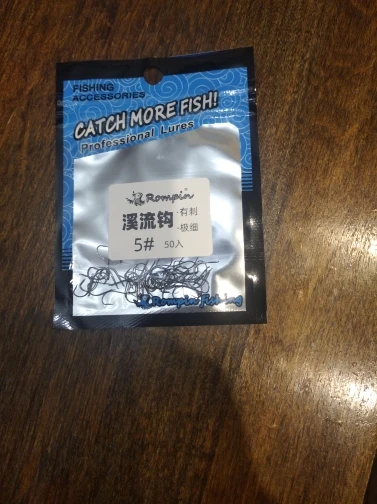 FISHING
ACCESSORIES
CATCH MORE FISH!
Professional Lures
Rompin®
溪流钩
·有刺
·极细
5# 50入
Rompin Fishing